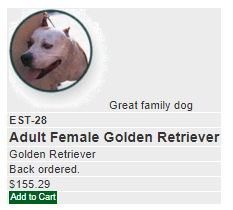 Great family dog
EST-28
Adult Female Golden Retriever
Golden Retriever
Back ordered.
$155.29
Add to Cart